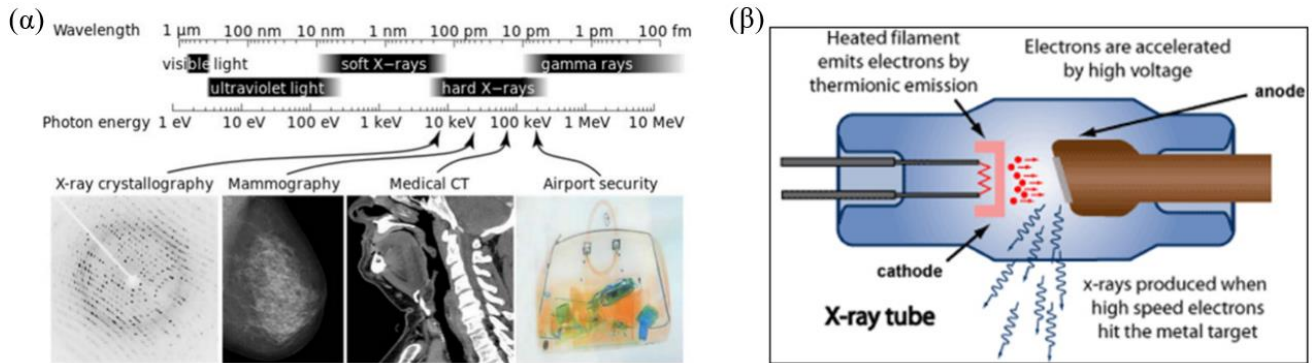 (α)
Wavelength 1 μm 100 nm 10 nm 1 nm 100 pm 10 pm 1 pm 100 fm
visible light soft X−rays gamma rays
ultraviolet light hard X−rays
Photon energy 1 eV 10 eV 100 eV 1 keV 10 keV 100 keV 1 MeV 10 MeV
X-ray crystallography Mammography Medical CT Airport security
(β)
Heated filament
emits electrons by
thermionic emission
Electrons are accelerated
by high voltage
anode
cathode
X-ray tube
x-rays produced when
high speed electrons
hit the metal target